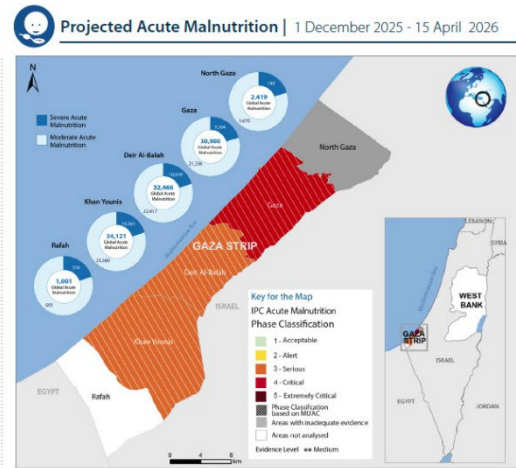 Projected Acute Malnutrition | 1 December 2025 - 15 April 2026
N
North Gaza
2,419
Global Acute
Malnutrition
Severe Acute
Malnutrition
Moderate Acute
Malnutrition
Gaza
Global Acute
Malnutrition
Deir Al-Balah
32,466
Global Acute
Malnutrition
Khan Younis
34,121
Global Acute
Malnutrition
Rafah
1,001
Global Acute
Malnutrition
North Gaza
Gaza
Mediterranean Sea
GAZA STRIP
Deir Al-Balah
ISRAEL
Khan Younis
EGYPT
Rafah
Key for the Map
IPC Acute Malnutrition
Phase Classification
1 - Acceptable
2 - Alert
3 - Serious
4 - Critical
5 - Extremely Critical
Phase Classification
based on MUAC
Areas with inadequate evidence
Areas not analysed
Evidence Level ** Medium
0 4 8
km
LEBANON
SYRIA
Mediterranean Sea
WEST
BANK
GAZA
STRIP
ISRAEL
EGYPT
JORDAN